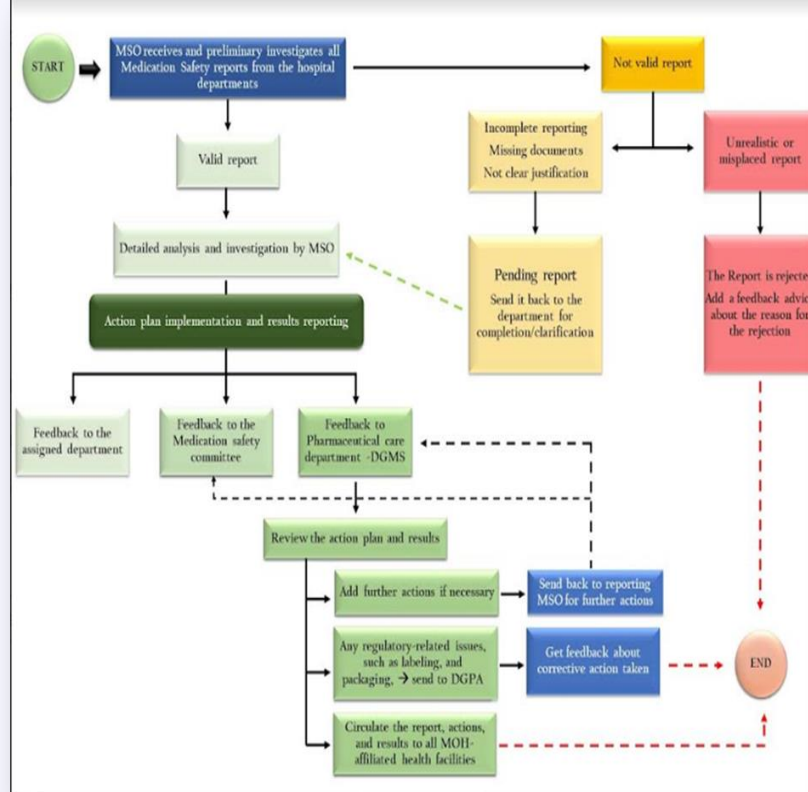 START
MSO receives and preliminary investigates all
Medication Safety reports from the hospital
departments
Not valid report
Valid report
Incomplete reporting
Missing documents
Not clear justification
Unrealistic or
misplaced report
Detailed analysis and investigation by MSO
Pending report
Send it back to the
department for
completion/clarification
The Report is rejecte
Add a feedback advic
about the reason for
the rejection
Action plan implementation and results reporting
Feedback to the
assigned department
Feedback to the
Medication safety
committee
Feedback to
Pharmaceutical care
department -DGMS
Review the action plan and results
Add further actions if necessary
Send back to reporting
MSO for further actions
Any regulatory-related issues,
such as labeling, and
packaging, → send to DGPA
Get feedback about
corrective action taken
END
Circulate the report, actions,
and results to all MOH-
affiliated health facilities